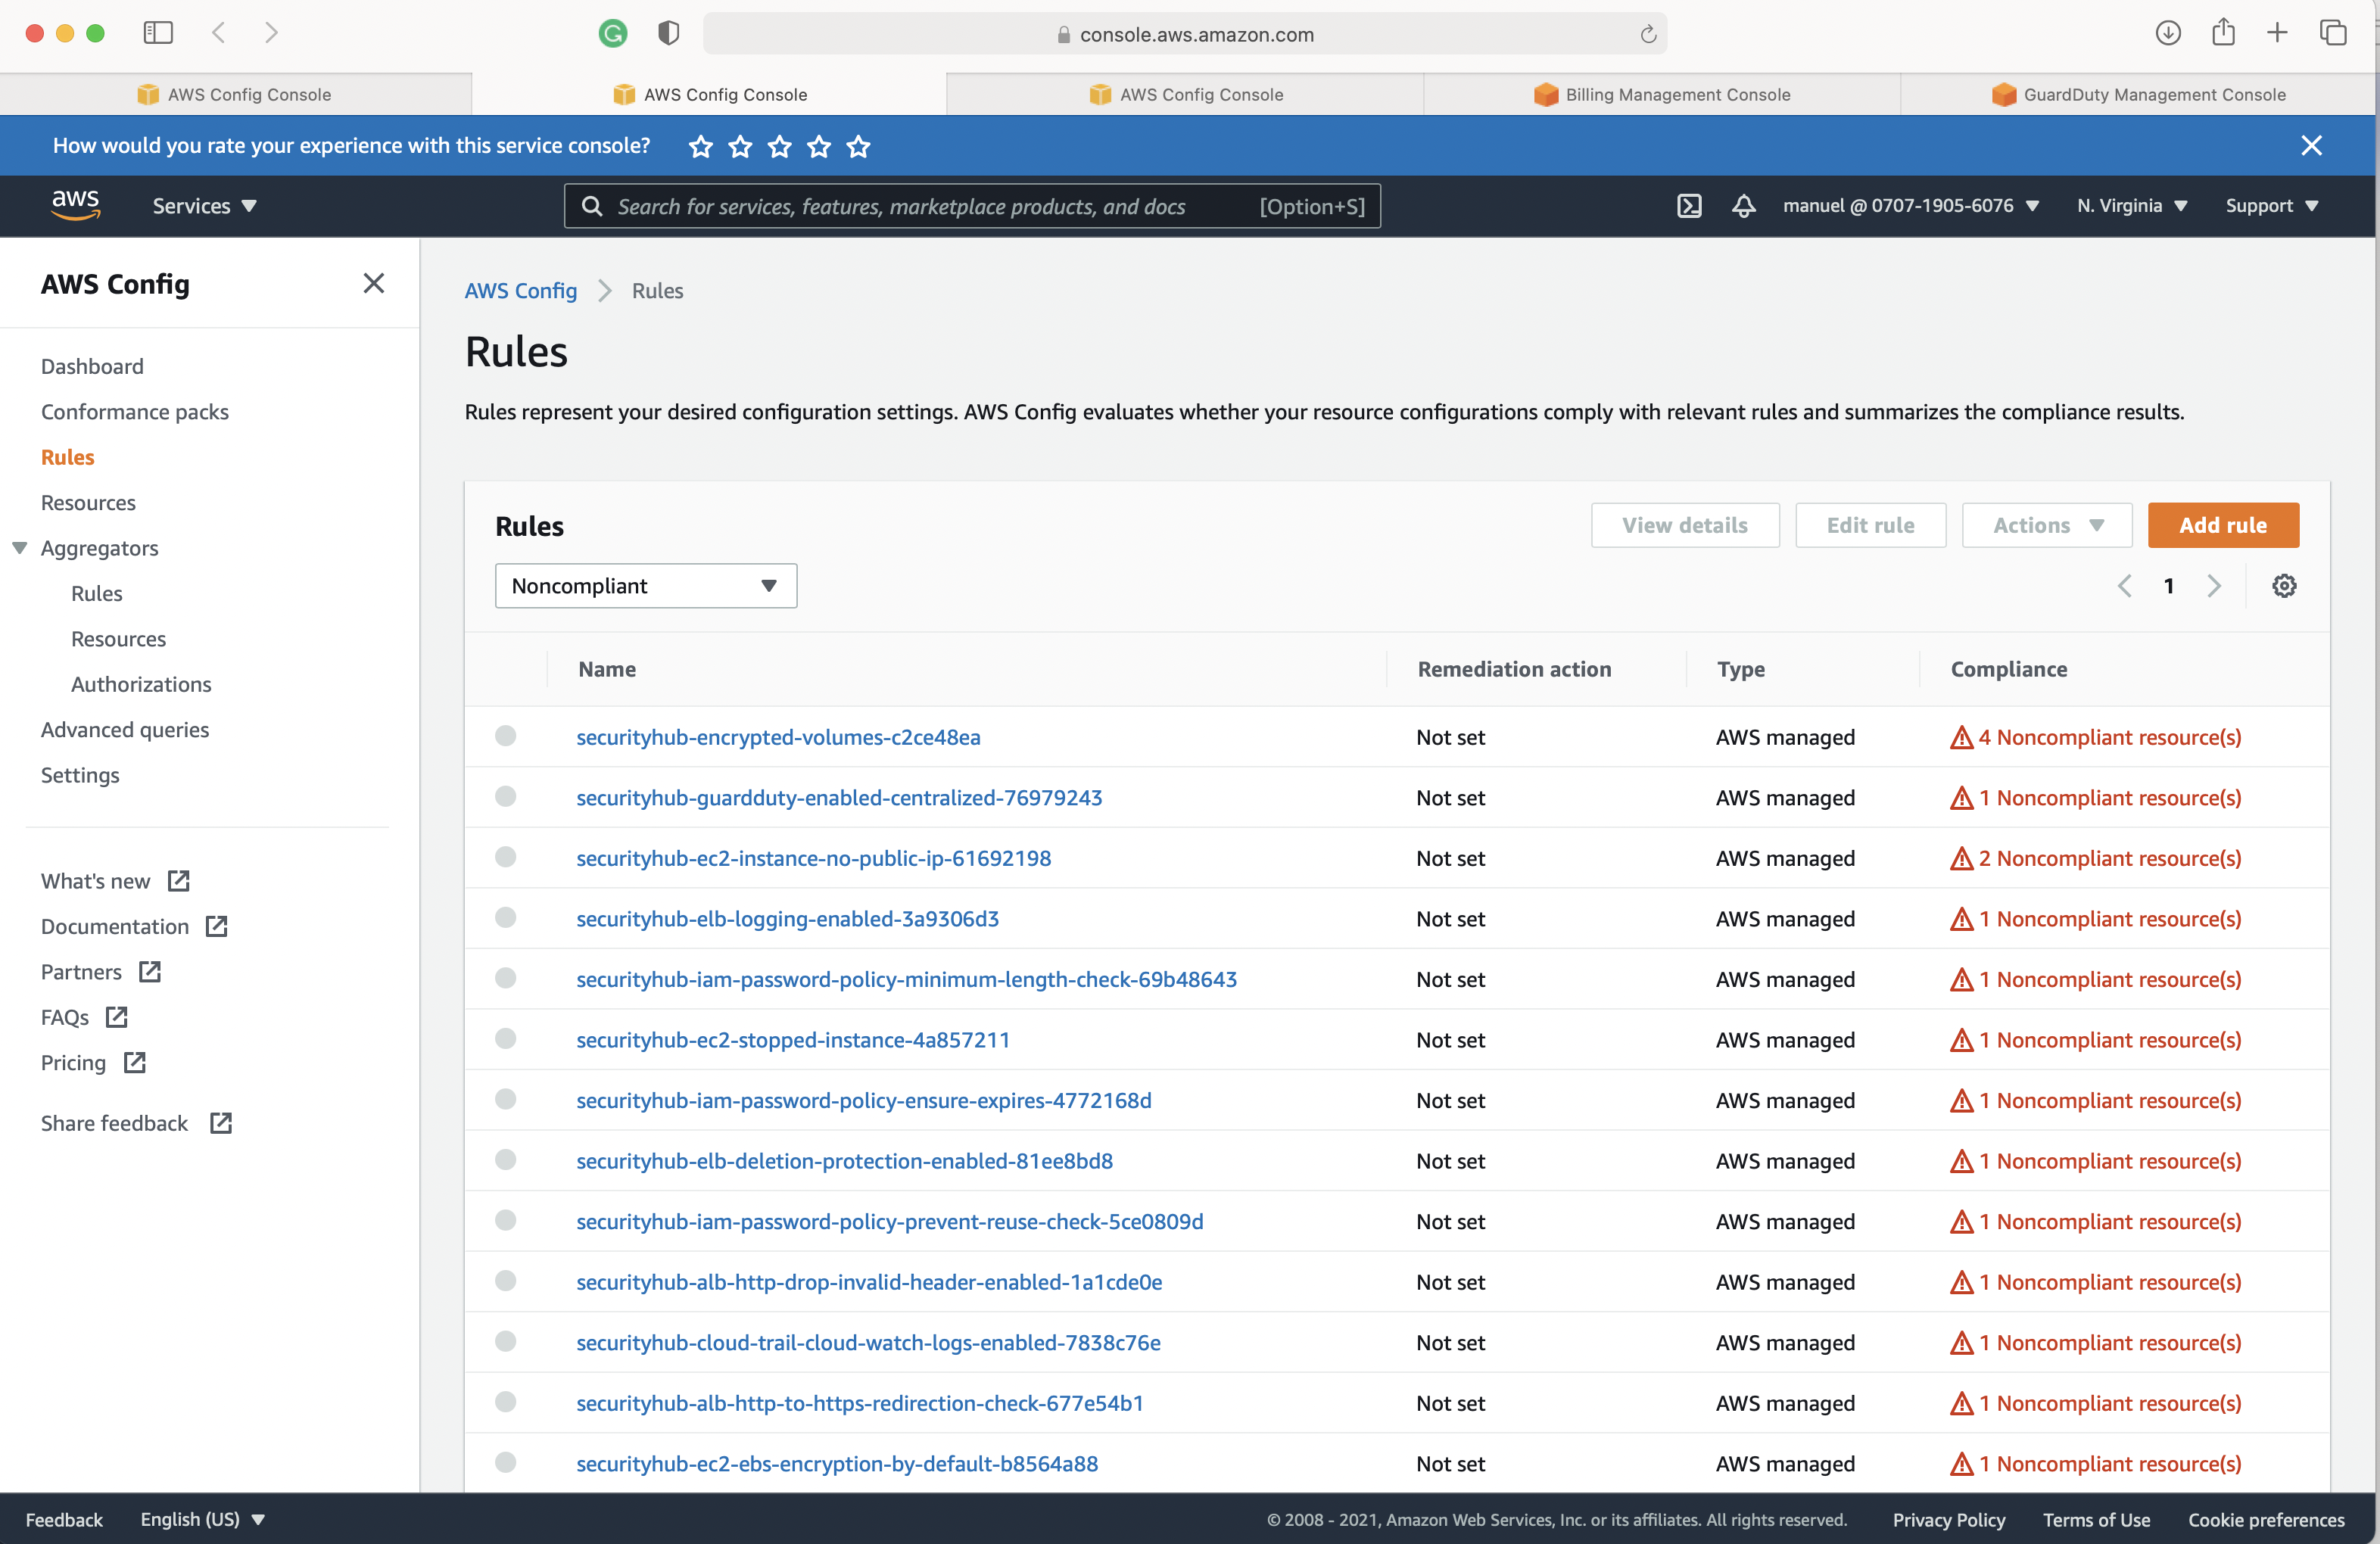 console.aws.amazon.com
AWS Config Console
AWS Config Console
AWS Config Console
Billing Management Console
GuardDuty Management Console
How would you rate your experience with this service console?
aws
Services
Search for services, features, marketplace products, and docs
[Option+S]
manuel @ 0707-1905-6076
N. Virginia
Support
AWS Config
Dashboard
Conformance packs
Rules
Resources
Aggregators
Rules
Resources
Authorizations
Advanced queries
Settings
What's new
Documentation
Partners
FAQs
Pricing
Share feedback
AWS Config
Rules
Rules
Rules represent your desired configuration settings. AWS Config evaluates whether your resource configurations comply with relevant rules and summarizes the compliance results.
Rules
View details
Edit rule
Actions
Add rule
Noncompliant
1
Name Remediation action Type Compliance
securityhub-encrypted-volumes-c2ce48ea Not set AWS managed 4 Noncompliant resource(s)
securityhub-guardduty-enabled-centralized-76979243 Not set AWS managed 1 Noncompliant resource(s)
securityhub-ec2-instance-no-public-ip-61692198 Not set AWS managed 2 Noncompliant resource(s)
securityhub-elb-logging-enabled-3a9306d3 Not set AWS managed 1 Noncompliant resource(s)
securityhub-iam-password-policy-minimum-length-check-69b48643 Not set AWS managed 1 Noncompliant resource(s)
securityhub-ec2-stopped-instance-4a857211 Not set AWS managed 1 Noncompliant resource(s)
securityhub-iam-password-policy-ensure-expires-4772168d Not set AWS managed 1 Noncompliant resource(s)
securityhub-elb-deletion-protection-enabled-81ee8bd8 Not set AWS managed 1 Noncompliant resource(s)
securityhub-iam-password-policy-prevent-reuse-check-5ce0809d Not set AWS managed 1 Noncompliant resource(s)
securityhub-alb-http-drop-invalid-header-enabled-1a1cde0e Not set AWS managed 1 Noncompliant resource(s)
securityhub-cloud-trail-cloud-watch-logs-enabled-7838c76e Not set AWS managed 1 Noncompliant resource(s)
securityhub-alb-http-to-https-redirection-check-677e54b1 Not set AWS managed 1 Noncompliant resource(s)
securityhub-ec2-ebs-encryption-by-default-b8564a88 Not set AWS managed 1 Noncompliant resource(s)
Feedback
English (US)
© 2008 - 2021, Amazon Web Services, Inc. or its affiliates. All rights reserved.
Privacy Policy
Terms of Use
Cookie preferences